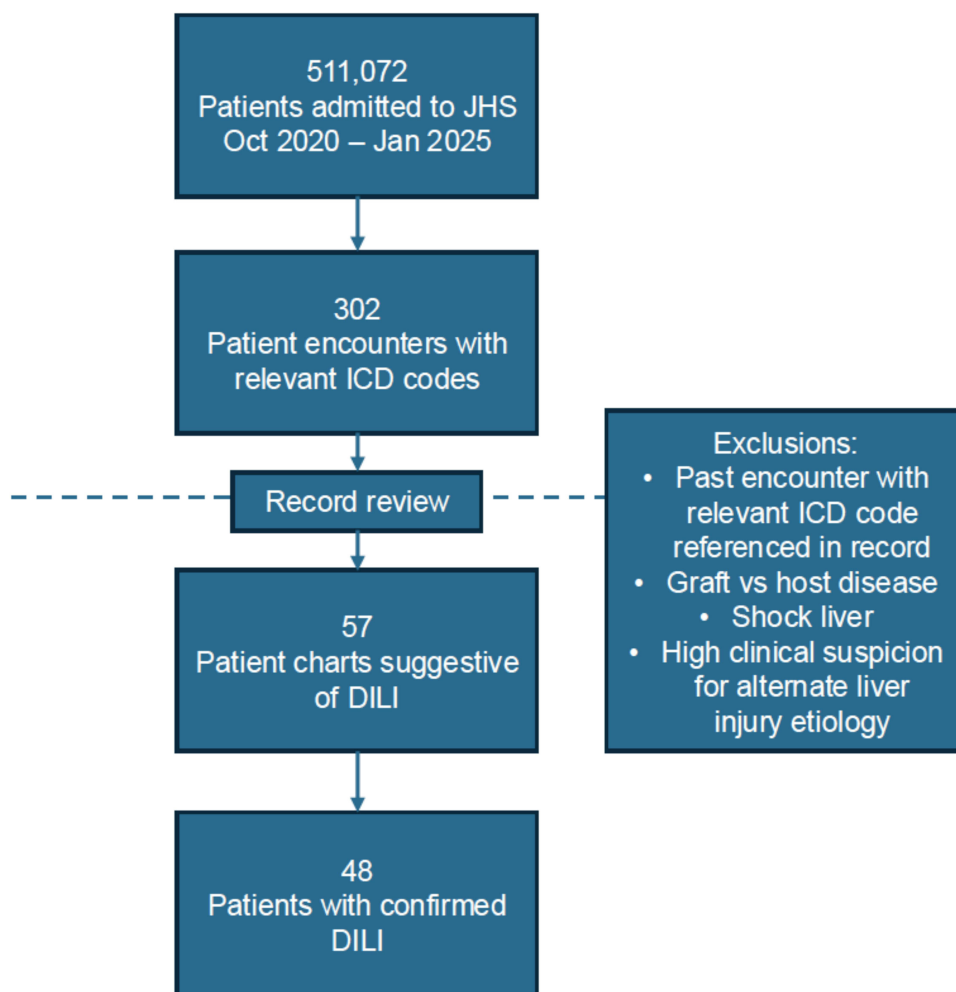 511,072
Patients admitted to JHS
Oct 2020 – Jan 2025
302
Patient encounters with
relevant ICD codes
Record review
Exclusions:
• Past encounter with
relevant ICD code
referenced in record
• Graft vs host disease
• Shock liver
• High clinical suspicion
for alternate liver
injury etiology
57
Patient charts suggestive
of DILI
48
Patients with confirmed
DILI